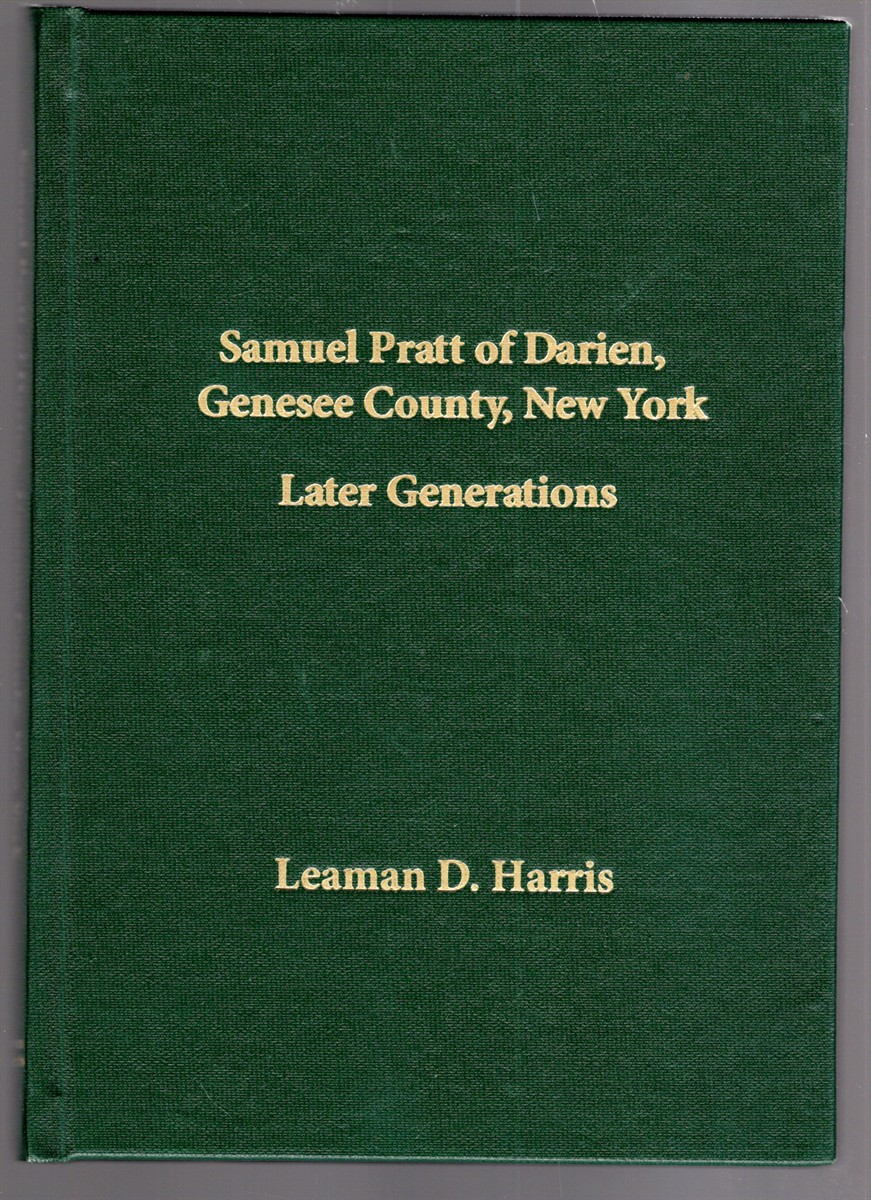 Samuel Pratt of Darien,
Genesee County, New York
Later Generations
Leaman D. Harris